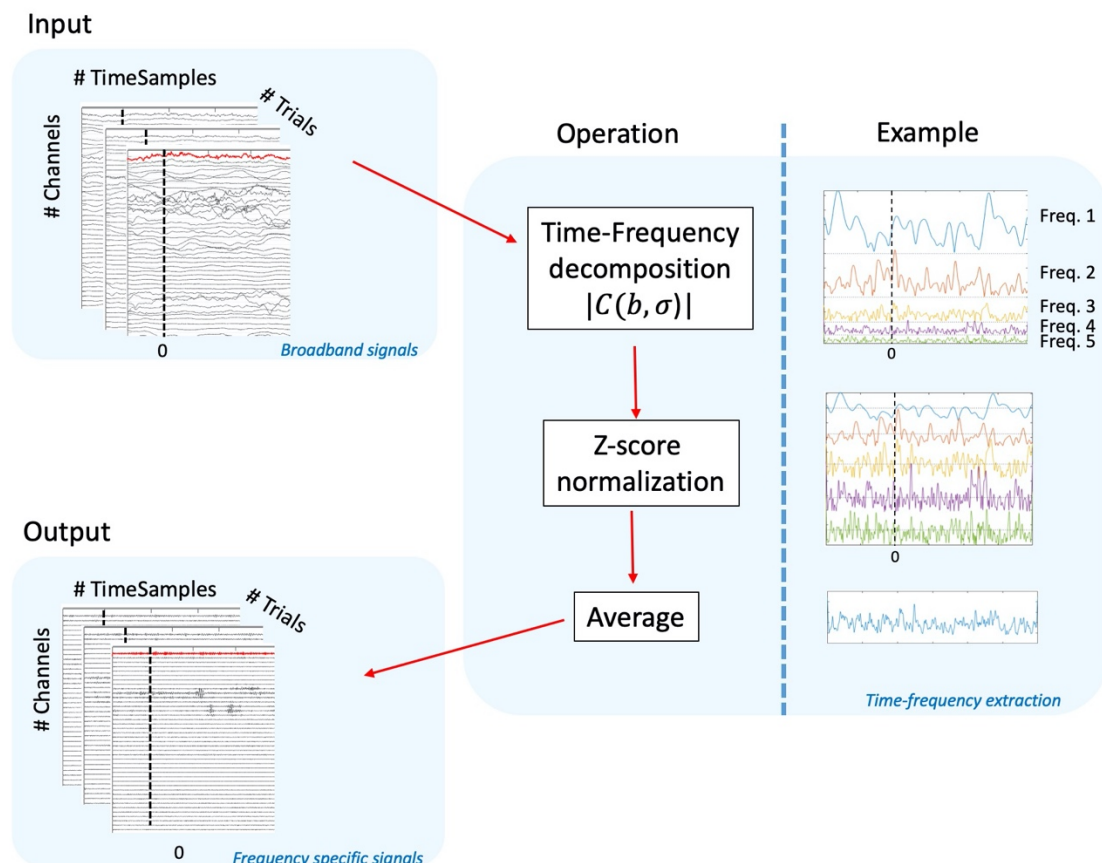 Input
# TimeSamples
# Trials
# Channels
0
Broadband signals
Operation
Example
Time-Frequency
decomposition
|C(b, σ)|
Freq. 1
Freq. 2
Freq. 3
Freq. 4
Freq. 5
0
Z-score
normalization
0
Average
Time-frequency extraction
Output
# TimeSamples
# Trials
# Channels
0
Frequency specific signals